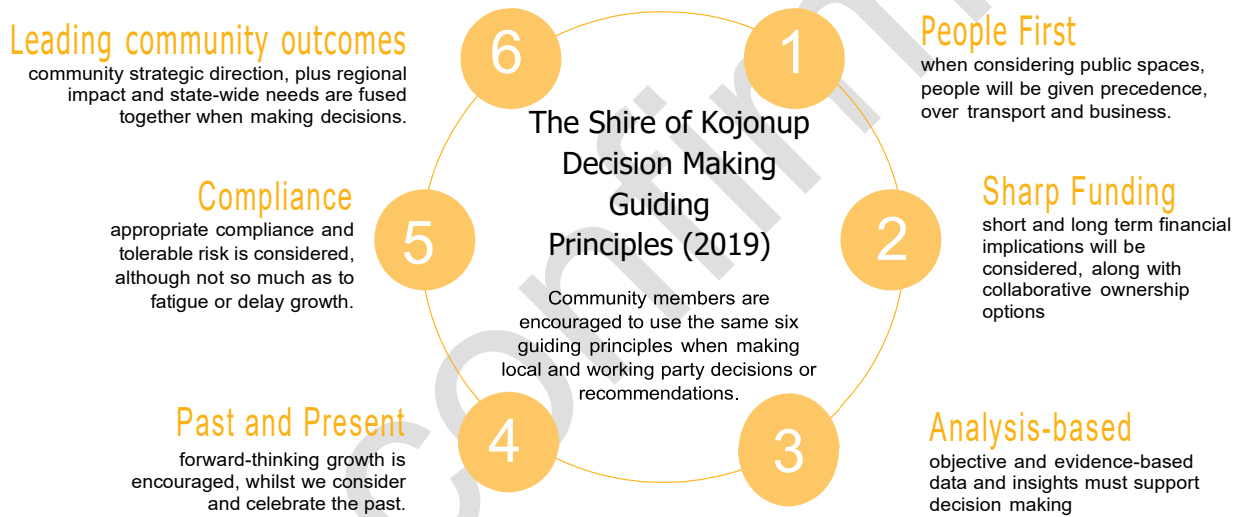 The Shire of Kojonup
Decision Making
Guiding
Principles (2019)
Community members are
encouraged to use the same six
guiding principles when making
local and working party decisions or
recommendations.
1
People First
when considering public spaces,
people will be given precedence,
over transport and business.
2
Sharp Funding
short and long term financial
implications will be
considered, along with
collaborative ownership
options
3
Analysis-based
objective and evidence-based
data and insights must support
decision making
4
Past and Present
forward-thinking growth is
encouraged, whilst we consider
and celebrate the past.
5
Compliance
appropriate compliance and
tolerable risk is considered,
although not so much as to
fatigue or delay growth.
6
Leading community outcomes
community strategic direction, plus regional
impact and state-wide needs are fused
together when making decisions.